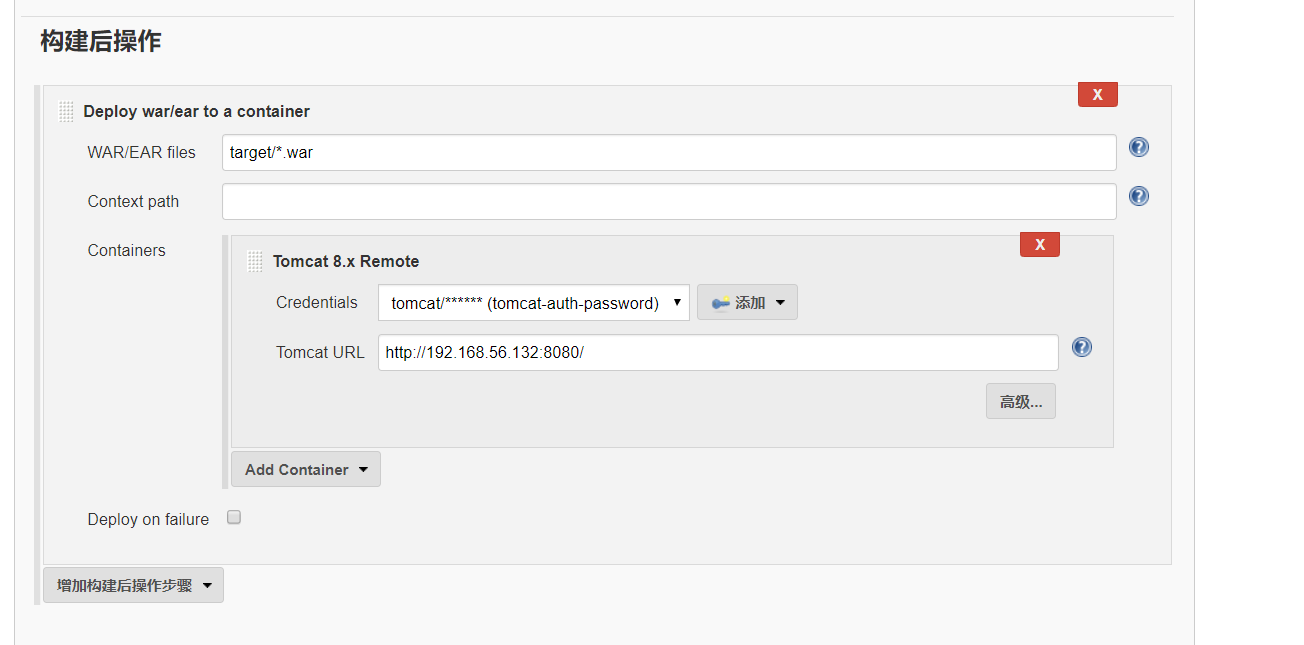 构建后操作
X
Deploy war/ear to a container
WAR/EAR files target/*.war ?
Context path ?
Containers
X
Tomcat 8.x Remote
Credentials tomcat/****** (tomcat-auth-password) 添加
Tomcat URL http://192.168.56.132:8080/ ?
高级...
Add Container
Deploy on failure
增加构建后操作步骤